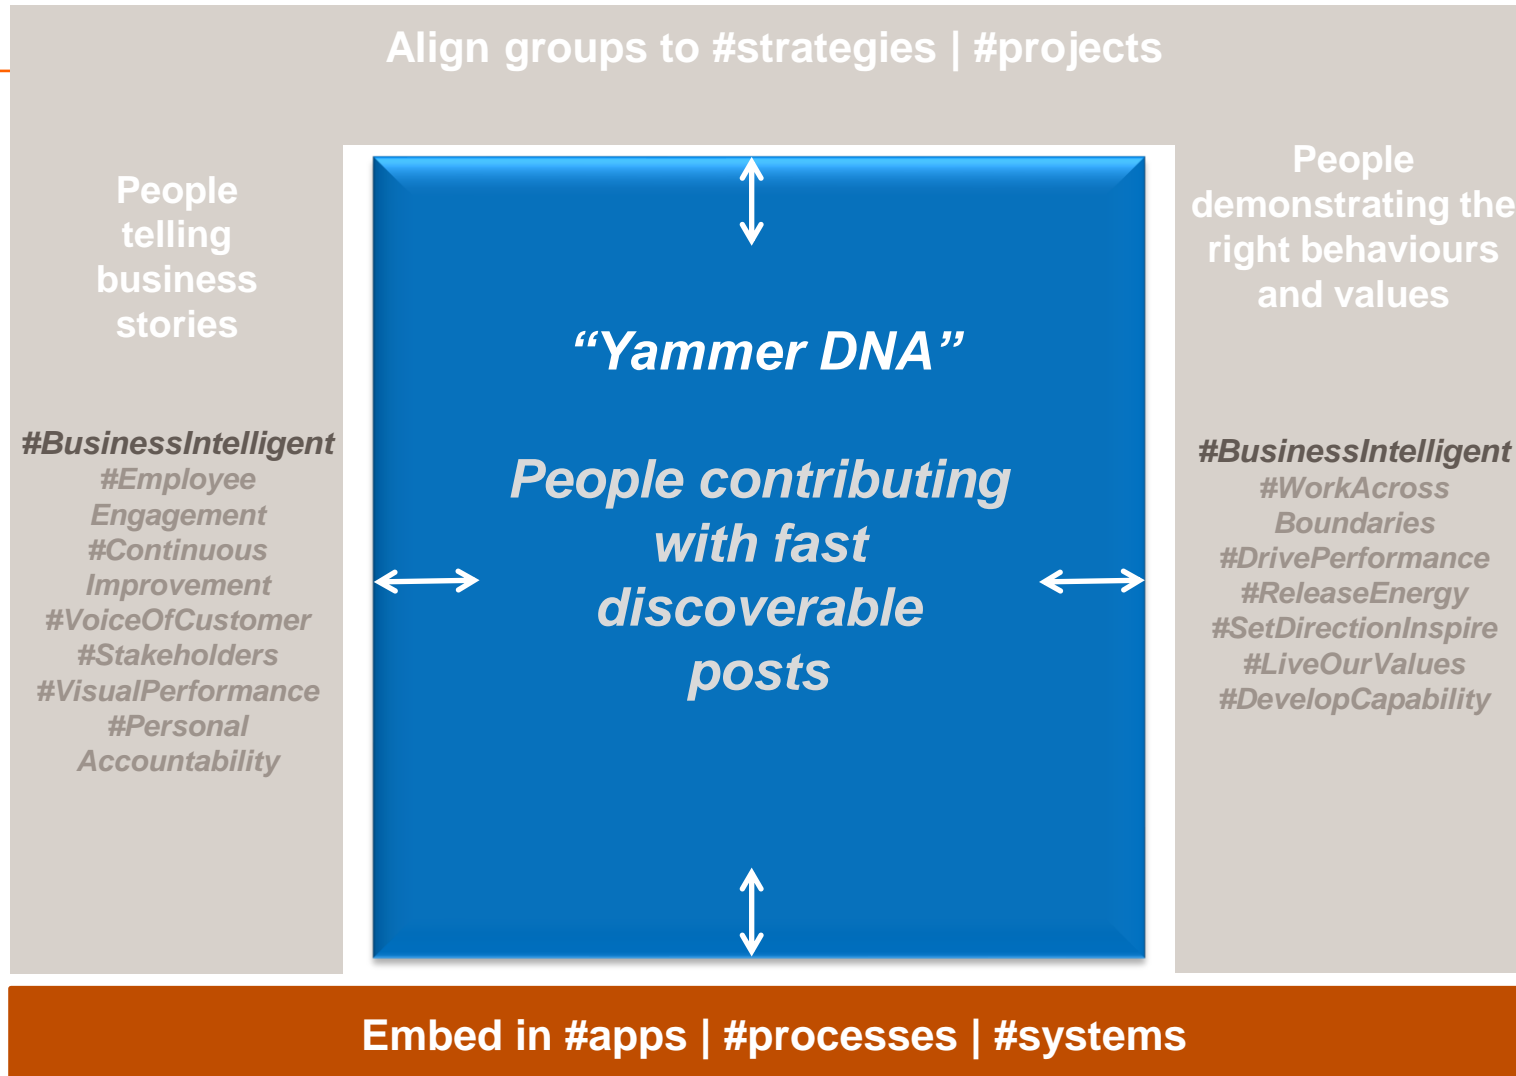 Align groups to #strategies | #projects
People
telling
business
stories
#BusinessIntelligent
#Employee
Engagement
#Continuous
Improvement
#VoiceOfCustomer
#Stakeholders
#VisualPerformance
#Personal
Accountability
“Yammer DNA”
People contributing
with fast
discoverable
posts
People
demonstrating the
right behaviours
and values
#BusinessIntelligent
#WorkAcross
Boundaries
#DrivePerformance
#ReleaseEnergy
#SetDirectionInspire
#LiveOurValues
#DevelopCapability
Embed in #apps | #processes | #systems